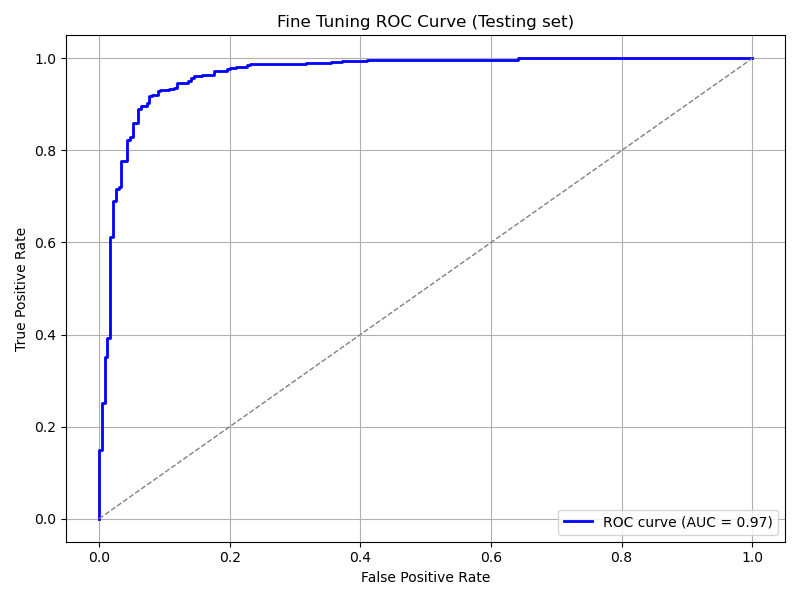 Fine Tuning ROC Curve (Testing set)
1.0
0.8
0.6
0.4
0.2
0.0
True Positive Rate
ROC curve (AUC = 0.97)
0.0 0.2 0.4 0.6 0.8 1.0
False Positive Rate